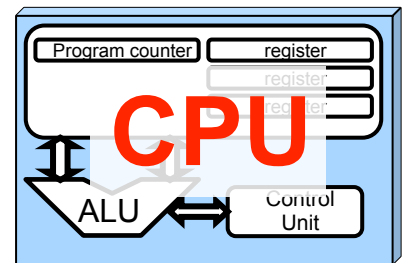 Program counter
register
register
register
CPU
ALU
Control
Unit